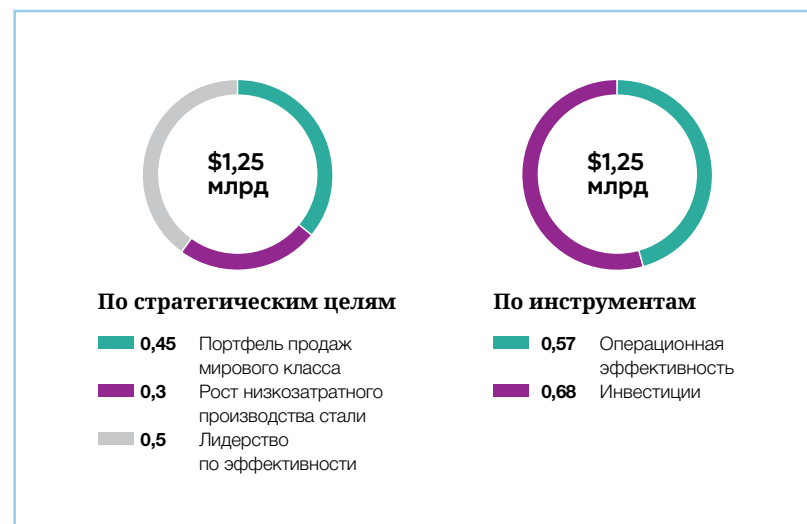 $1,25
млрд
По стратегическим целям
0,45 Портфель продаж
мирового класса
0,3 Рост низкозатратного
производства стали
0,5 Лидерство
по эффективности
$1,25
млрд
По инструментам
0,57 Операционная
эффективность
0,68 Инвестиции